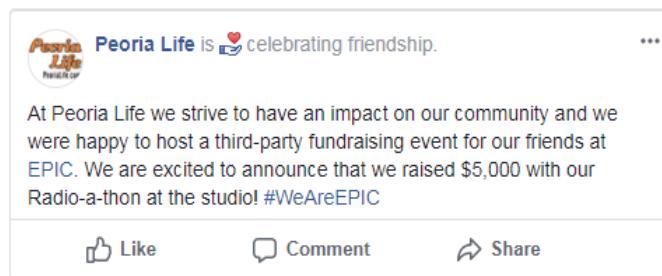 Peoria
Life
PeoriaLife.com
Peoria Life is celebrating friendship.
At Peoria Life we strive to have an impact on our community and we
were happy to host a third-party fundraising event for our friends at
EPIC. We are excited to announce that we raised $5,000 with our
Radio-a-thon at the studio! #WeAreEPIC
Like Comment Share